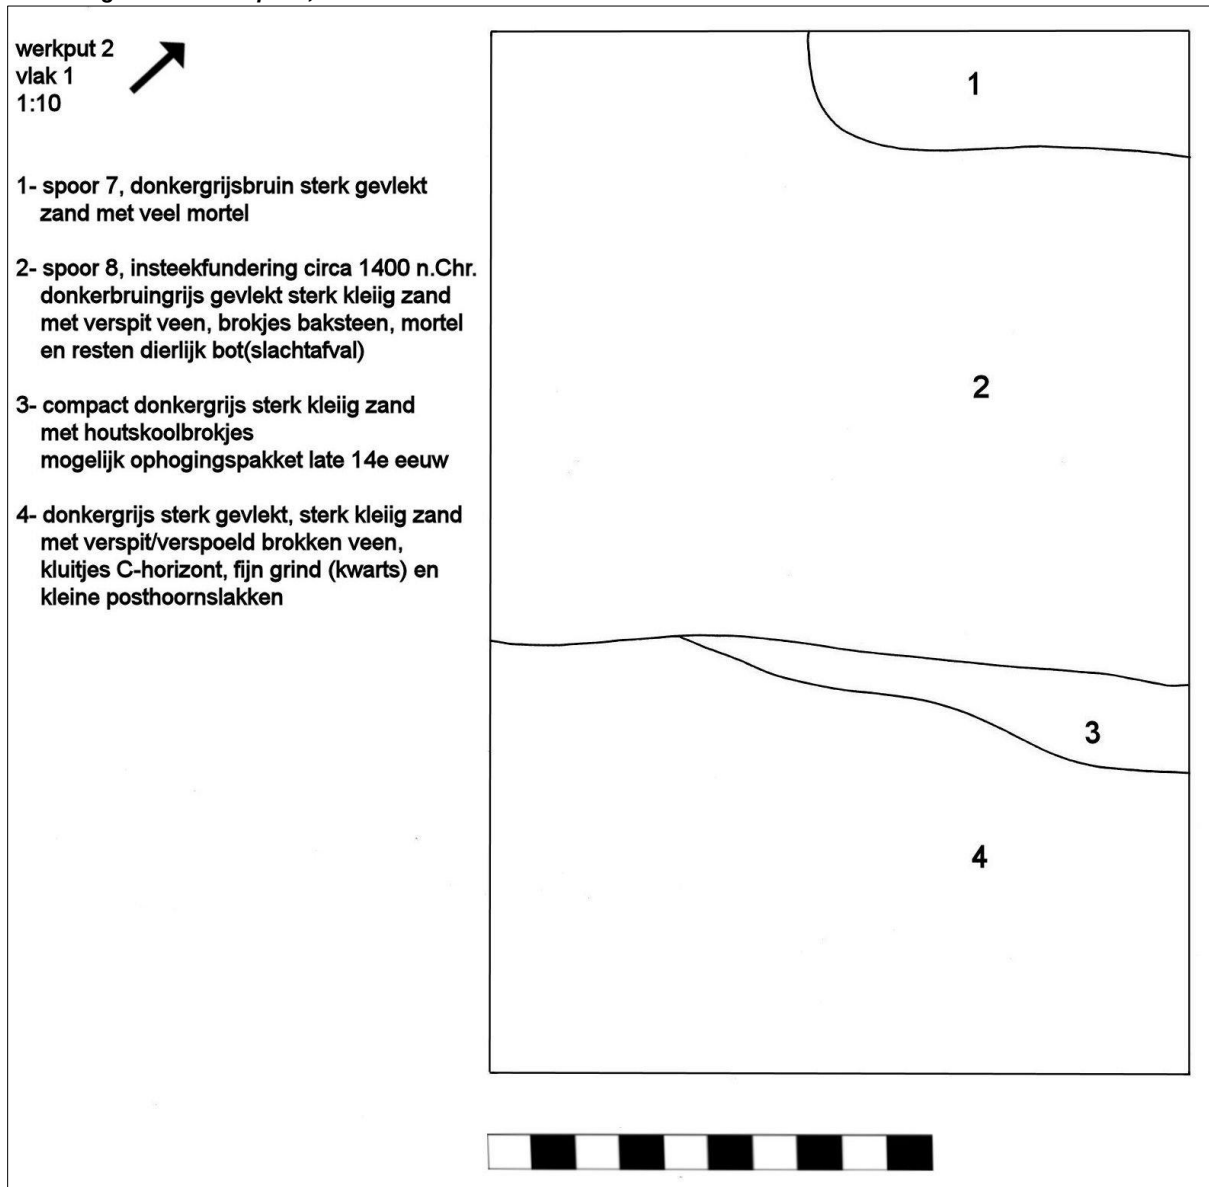 werkput 2
vlak 1
1:10
1- spoor 7, donkergrijsbruin sterk gevlekt
zand met veel mortel
2- spoor 8, insteekfundering circa 1400 n.Chr.
donkerbruingrijs gevlekt sterk kleiig zand
met verspit veen, brokjes baksteen, mortel
en resten dierlijk bot(slachtafval)
3- compact donkergrijs sterk kleiig zand
met houtskoolbrokjes
mogelijk ophogingspakket late 14e eeuw
4- donkergrijs sterk gevlekt, sterk kleiig zand
met verspit/verspoeld brokken veen,
kluitjes C-horizont, fijn grind (kwarts) en
kleine posthoornslakken
1
2
3
4